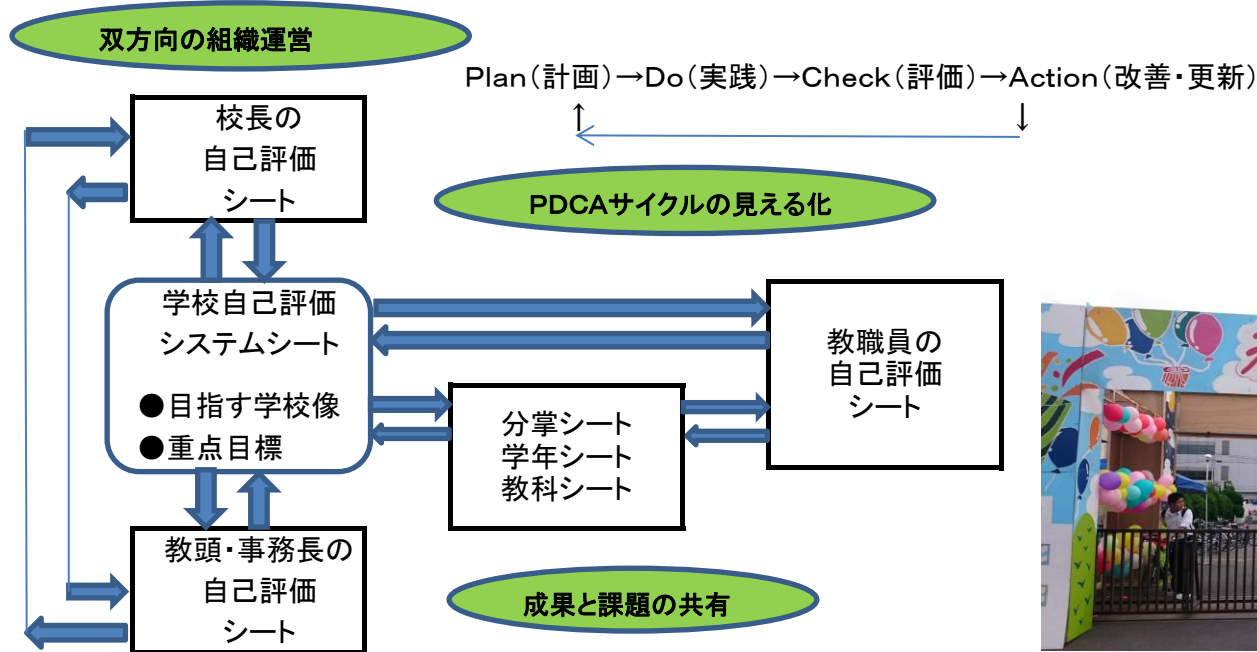 双方向の組織運営
Plan(計画)→Do(実践)→Check(評価)→Action(改善・更新)
↑ ↓
校長の
自己評価
シート
PDCAサイクルの見える化
学校自己評価
システムシート
●目指す学校像
●重点目標
教職員の
自己評価
シート
分掌シート
学年シート
教科シート
教頭・事務長の
自己評価
シート
成果と課題の共有